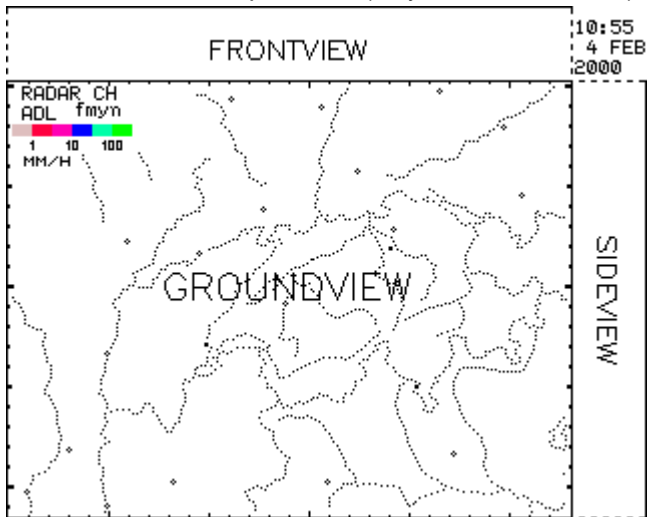 FRONTVIEW
10:55
4 FEB
2000
RADAR CH
ADL fmyn
1 10 100
MM/H
GROUNDVIEW
SIDEVIEW